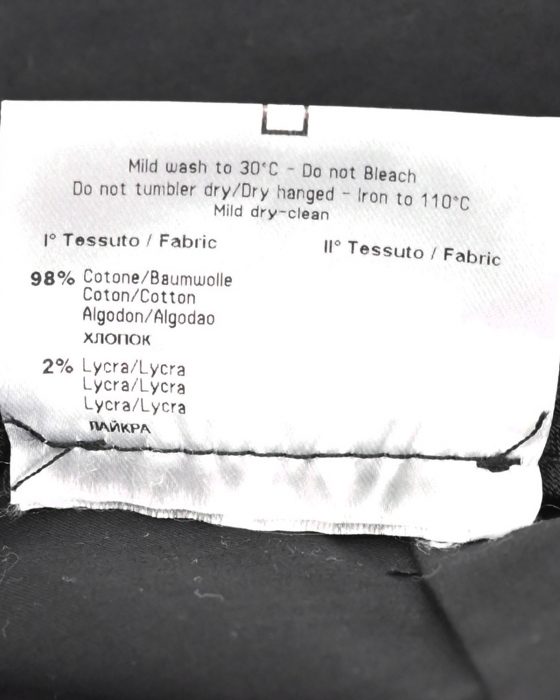 Mild wash to 30°C - Do not Bleach
Do not tumbler dry/Dry hanged - Iron to 110°C
Mild dry-clean
I° Tessuto / Fabric
II° Tessuto / Fabric
98% Cotone/Baumwolle
Coton/Cotton
Algodon/Algodao
ХЛОПОК
2% Lycra/Lycra
Lycra/Lycra
Lycra/Lycra
ЛАЙКРА